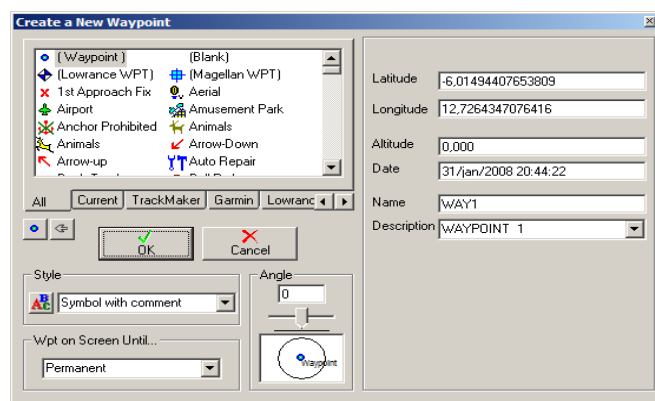 Create a New Waypoint
(Waypoint) (Blank)
(Lowrance WPT) (Magellan WPT)
1st Approach Fix Aerial
Airport Amusement Park
Anchor Prohibited Animals
Animals Arrow-Down
Arrow-up Auto Repair
All Current TrackMaker Garmin Lowranc
OK Cancel
Style
ABC Symbol with comment
Wpt on Screen Until...
Permanent
Angle
0
Waypoint
Latitude -6,01494407653809
Longitude 12,7264347076416
Altitude 0,000
Date 31/jan/2008 20:44:22
Name WAY1
Description WAYPOINT 1